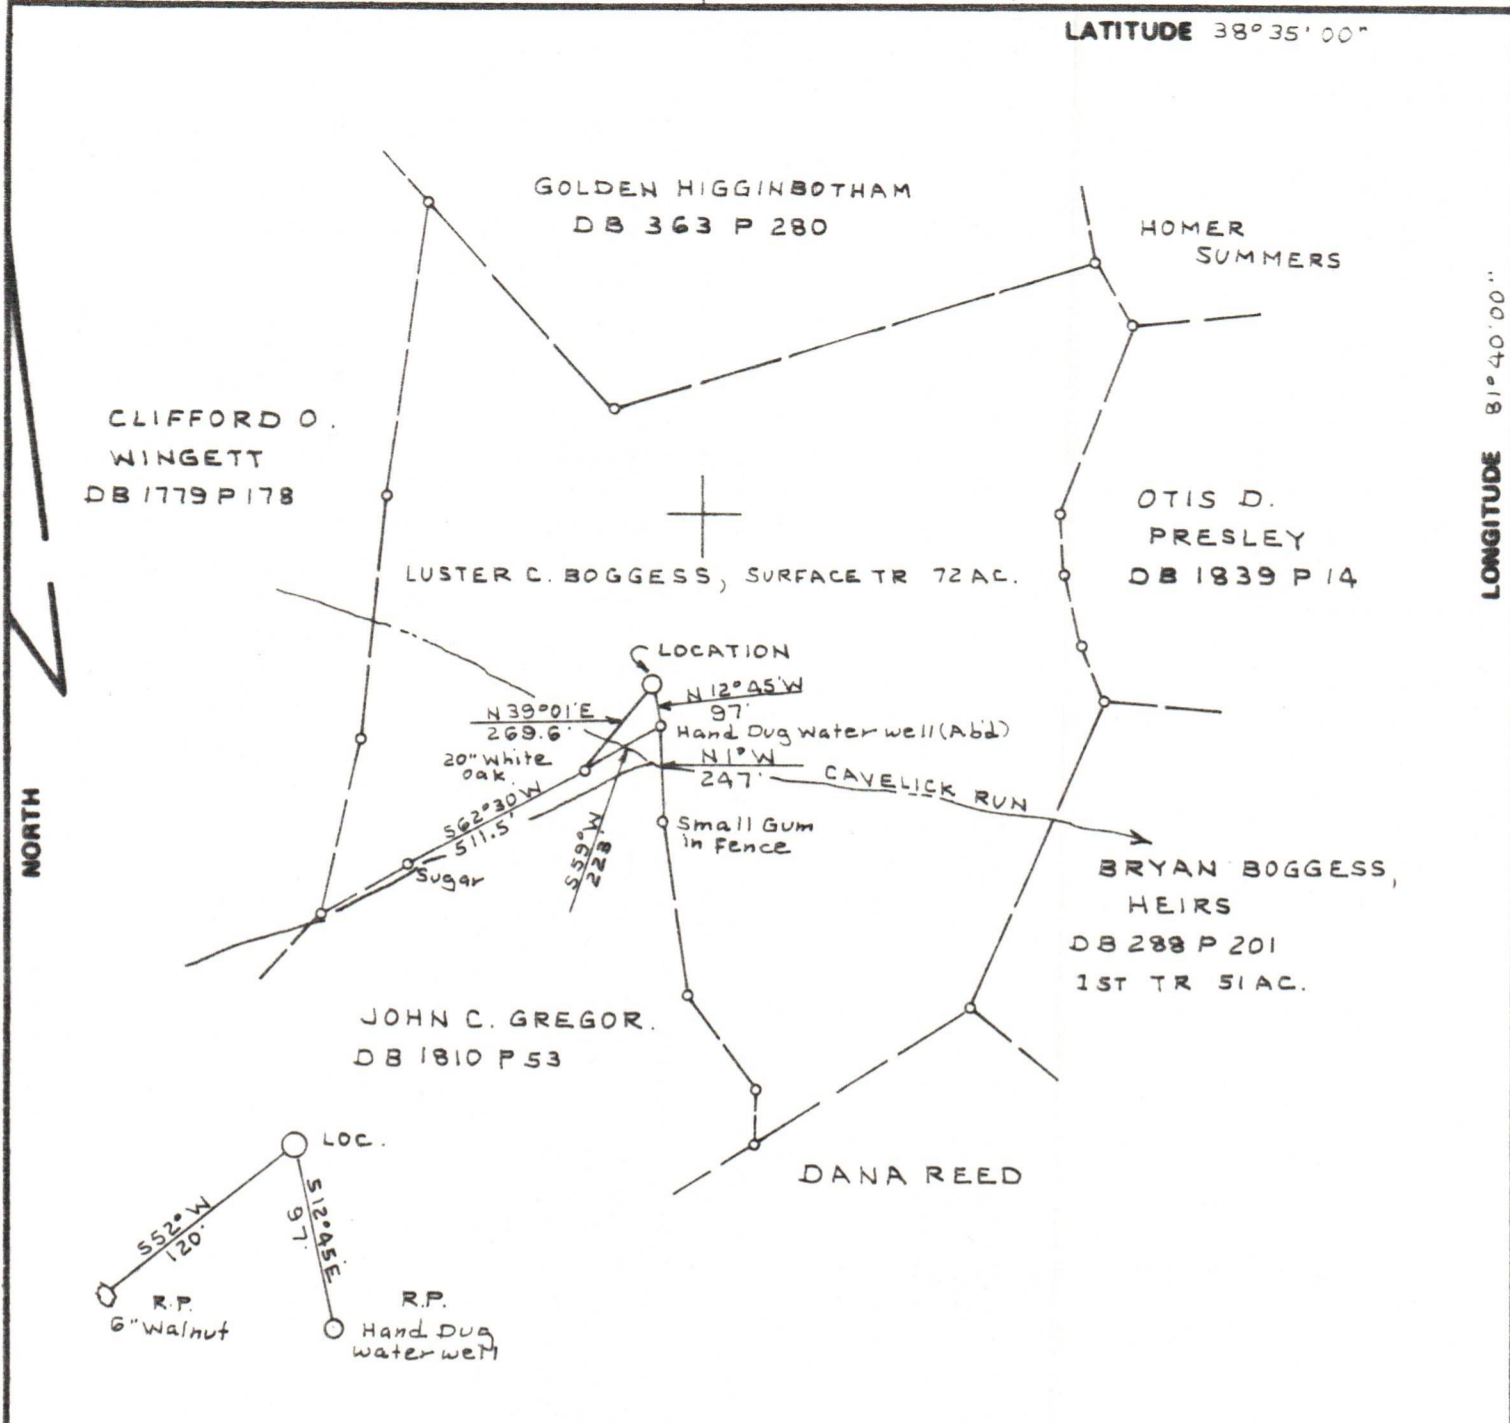 LATITUDE 38° 35' 00"
GOLDEN HIGGINBOTHAM
DB 363 P 280
HOMER
SUMMERS
LONGITUDE 81° 40' 00"
CLIFFORD O.
WINGETT
DB 1779 P 178
OTIS D.
PRESLEY
DB 1839 P 14
LUSTER C. BOGGESS, SURFACE TR 72 AC.
LOCATION
N 12° 45' W
97'
N 39° 01' E
269.6'
Hand Dug Water well (Abd)
20" White
Oak
N 1° W
247'
CAVELICK RUN
S 62° 30 W
511.5'
S 59° W
223'
Small Gum
in Fence
Sugar
NORTH
BRYAN BOGGESS,
HEIRS
DB 288 P 201
1ST TR 51 AC.
JOHN C. GREGOR.
DB 1810 P 53
DANA REED
LOC.
S 52° W
120'
S 12° 45' E
97'
R.P.
6" Walnut
R.P.
Hand Dug
water well